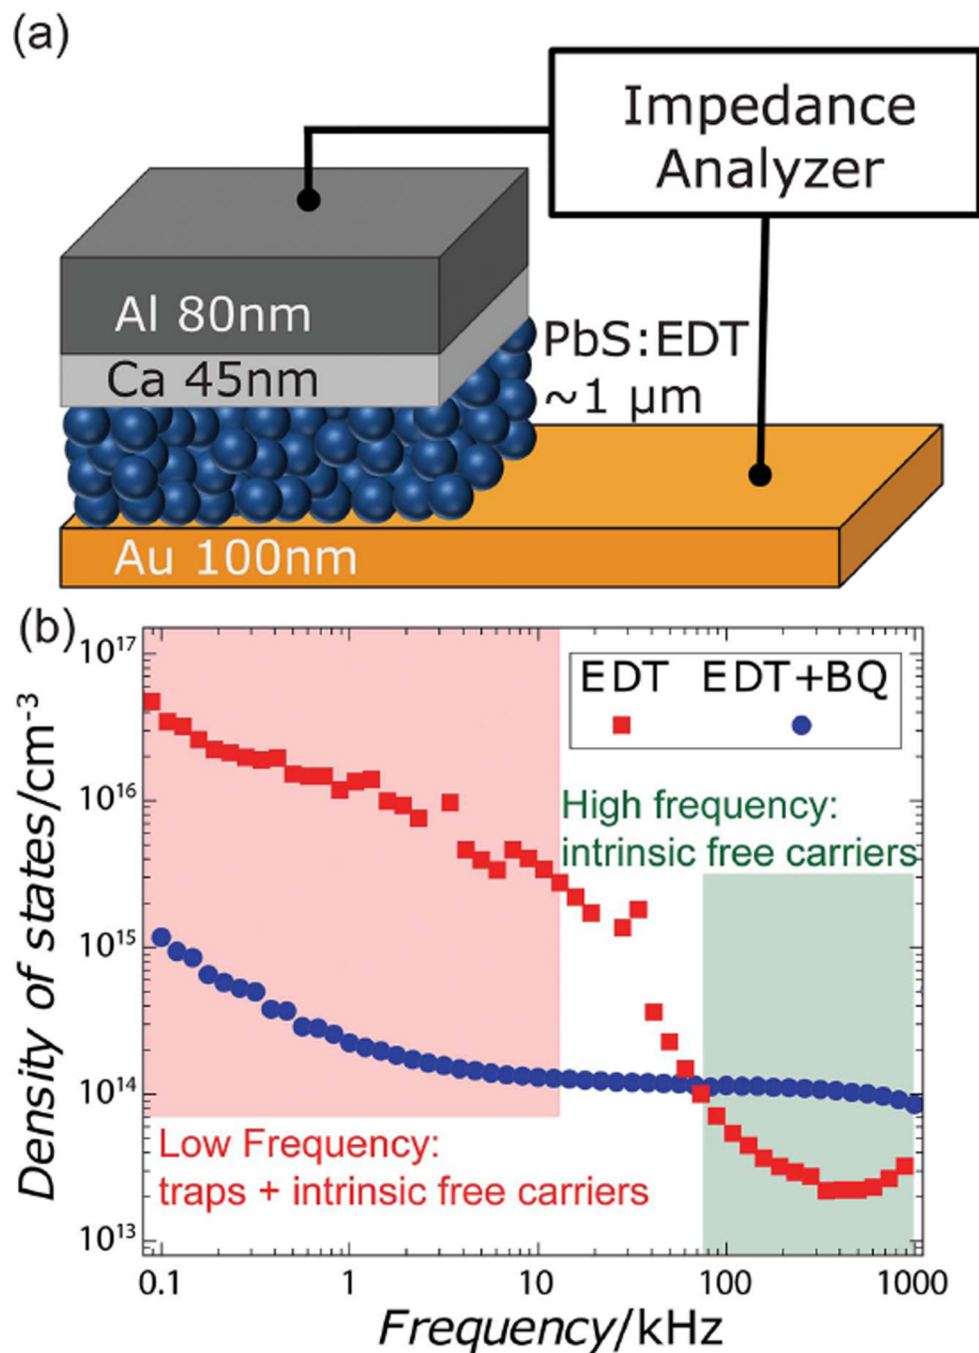 (a)
Impedance
Analyzer
Al 80nm
Ca 45nm
PbS:EDT
~1 μm
Au 100nm
(b)
Density of states/cm⁻³
10¹⁷
10¹⁶
10¹⁵
10¹⁴
10¹³
EDT EDT+BQ
High frequency:
intrinsic free carriers
Low Frequency:
traps + intrinsic free carriers
0.1 1 10 100 1000
Frequency/kHz